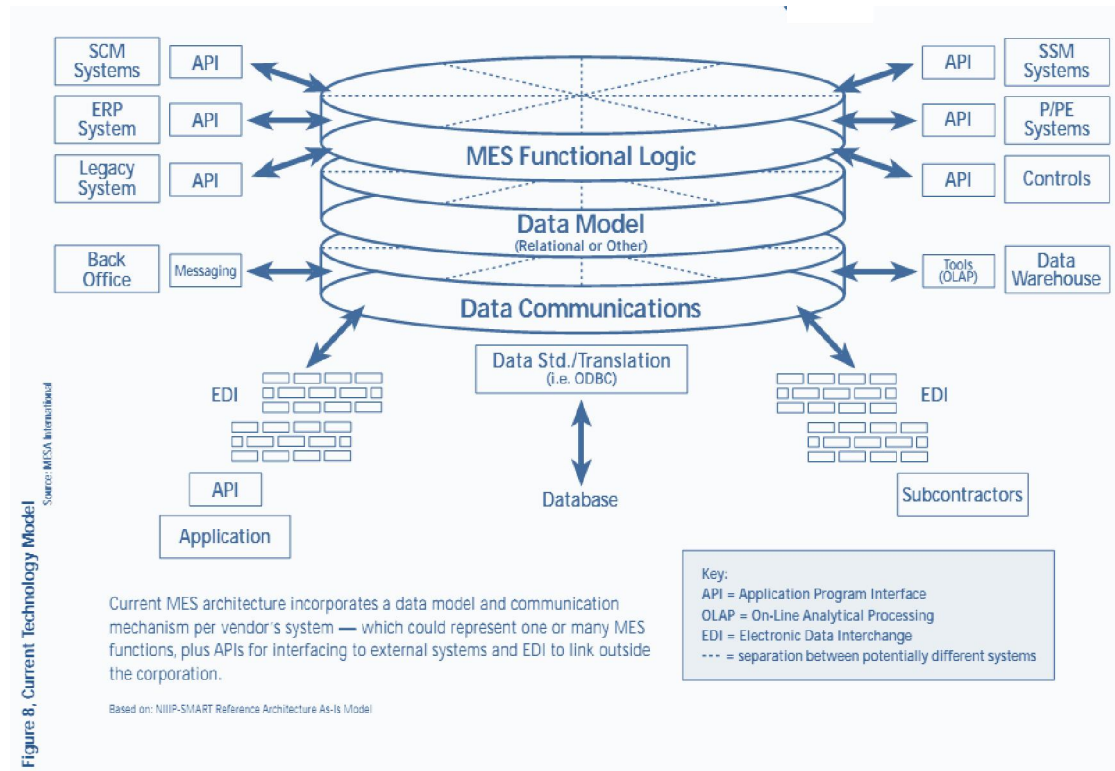 SCM
Systems
API
ERP
System
API
Legacy
System
API
Back
Office
Messaging
MES Functional Logic
Data Model
(Relational or Other)
Data Communications
API
SSM
Systems
API
P/PE
Systems
API
Controls
Tools
(OLAP)
Data
Warehouse
Data Std./Translation
(i.e. ODBC)
Database
EDI
API
Application
EDI
Subcontractors
Key:
API = Application Program Interface
OLAP = On-Line Analytical Processing
EDI = Electronic Data Interchange
--- = separation between potentially different systems
Current MES architecture incorporates a data model and communication
mechanism per vendor's system — which could represent one or many MES
functions, plus APIs for interfacing to external systems and EDI to link outside
the corporation.
Based on: NIIIP-SMART Reference Architecture As-Is Model
Figure 8, Current Technology Model
Source: MESA International